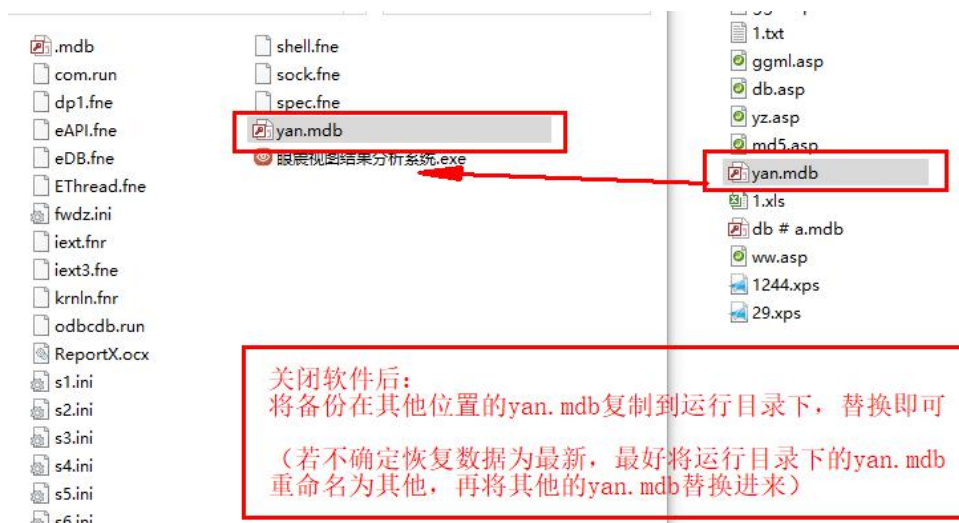 .mdb
com.run
dp1.fne
eAPI.fne
eDB.fne
EThread.fne
fwdz.ini
iext.fnr
iext3.fne
krnln.fnr
odbcdb.run
ReportX.ocx
s1.ini
s2.ini
s3.ini
s4.ini
s5.ini
s6.ini
shell.fne
sock.fne
spec.fne
yan.mdb
眼震视图结果分析系统.exe
1.txt
ggml.asp
db.asp
yz.asp
md5.asp
yan.mdb
1.xls
db # a.mdb
ww.asp
1244.xps
29.xps
关闭软件后：
将备份在其他位置的yan.mdb复制到运行目录下，替换即可
（若不确定恢复数据为最新，最好将运行目录下的yan.mdb
重命名为其他，再将其他的yan.mdb替换进来）